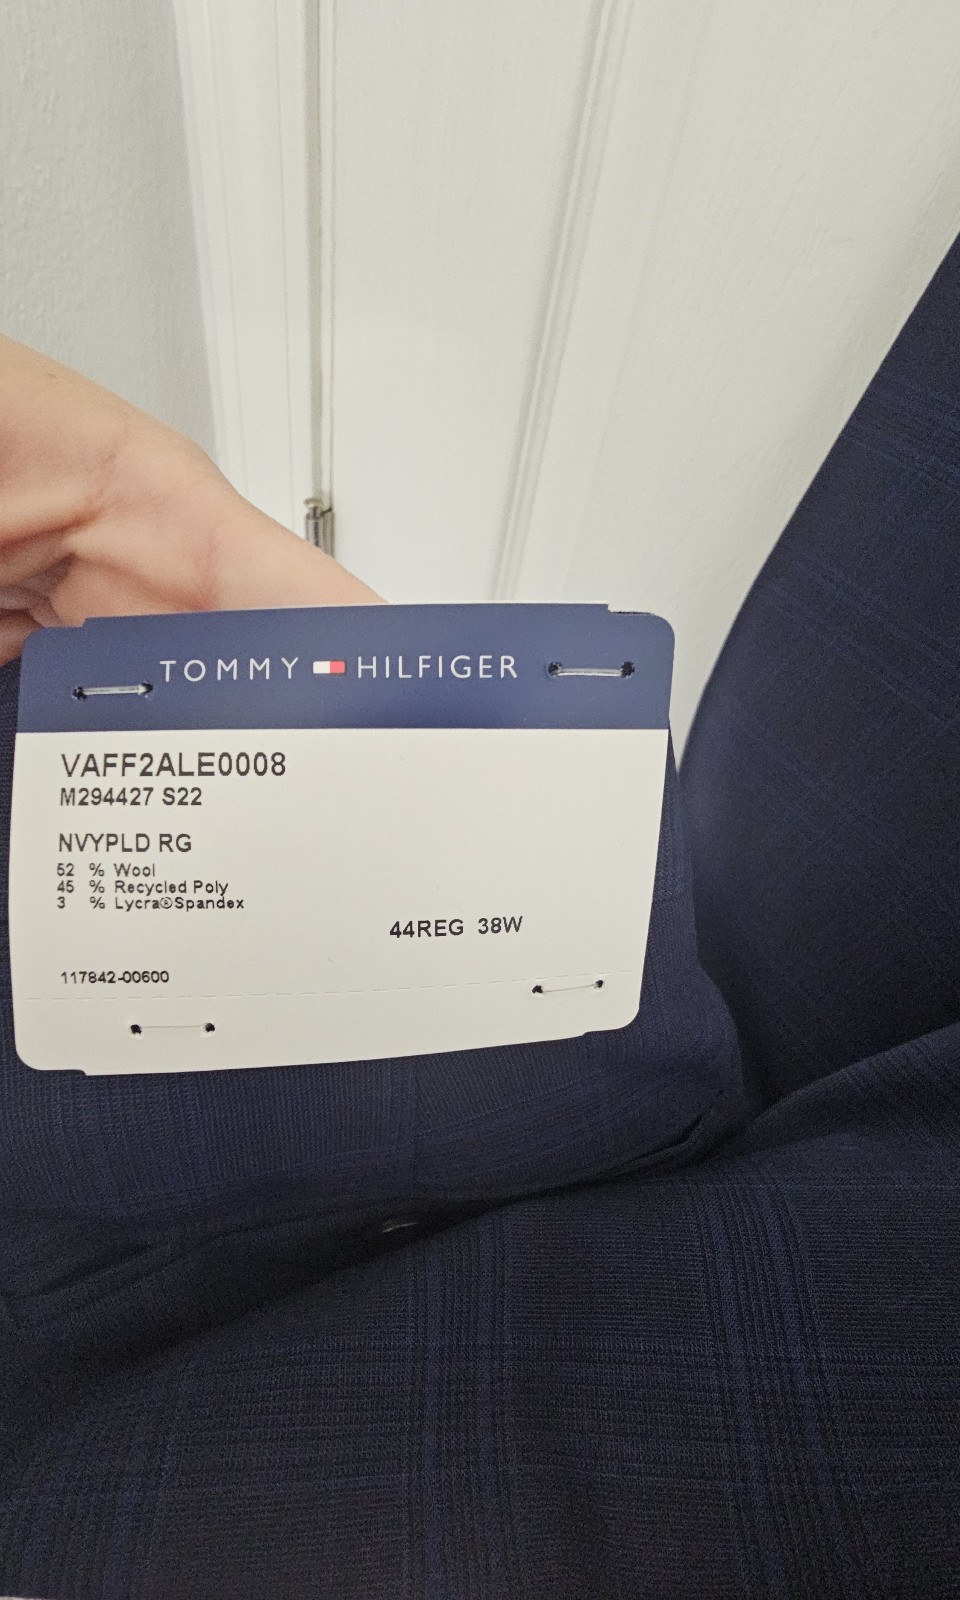 TOMMY HILFIGER
VAFF2ALE0008
M294427 S22
NVYPLD RG
52 % Wool
45 % Recycled Poly
3 % Lycra®Spandex
44REG 38W
117842-00600